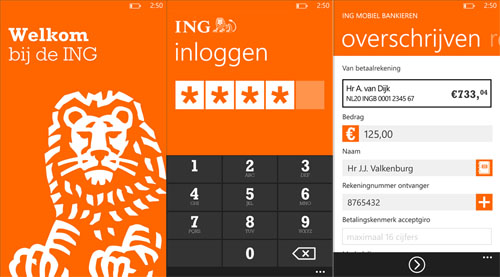 2:50
Welkom
bij de ING
2:50
ING
inloggen
* * * *
1
2
ABC
3
DEF
4
GHI
5
JKL
6
MNO
7
PQRS
8
TUV
9
WXYZ
0
...
2:50
ING MOBIEL BANKIEREN
overschrijven re
Van betaalrekening
Hr A. van Dijk
NL20 INGB 0001 2345 67
€733,04
Bedrag
€ 125,00
Naam
Hr J.J. Valkenburg
Rekeningnummer ontvanger
8765432
Betalingskenmerk acceptgiro
maximaal 16 cijfers
...